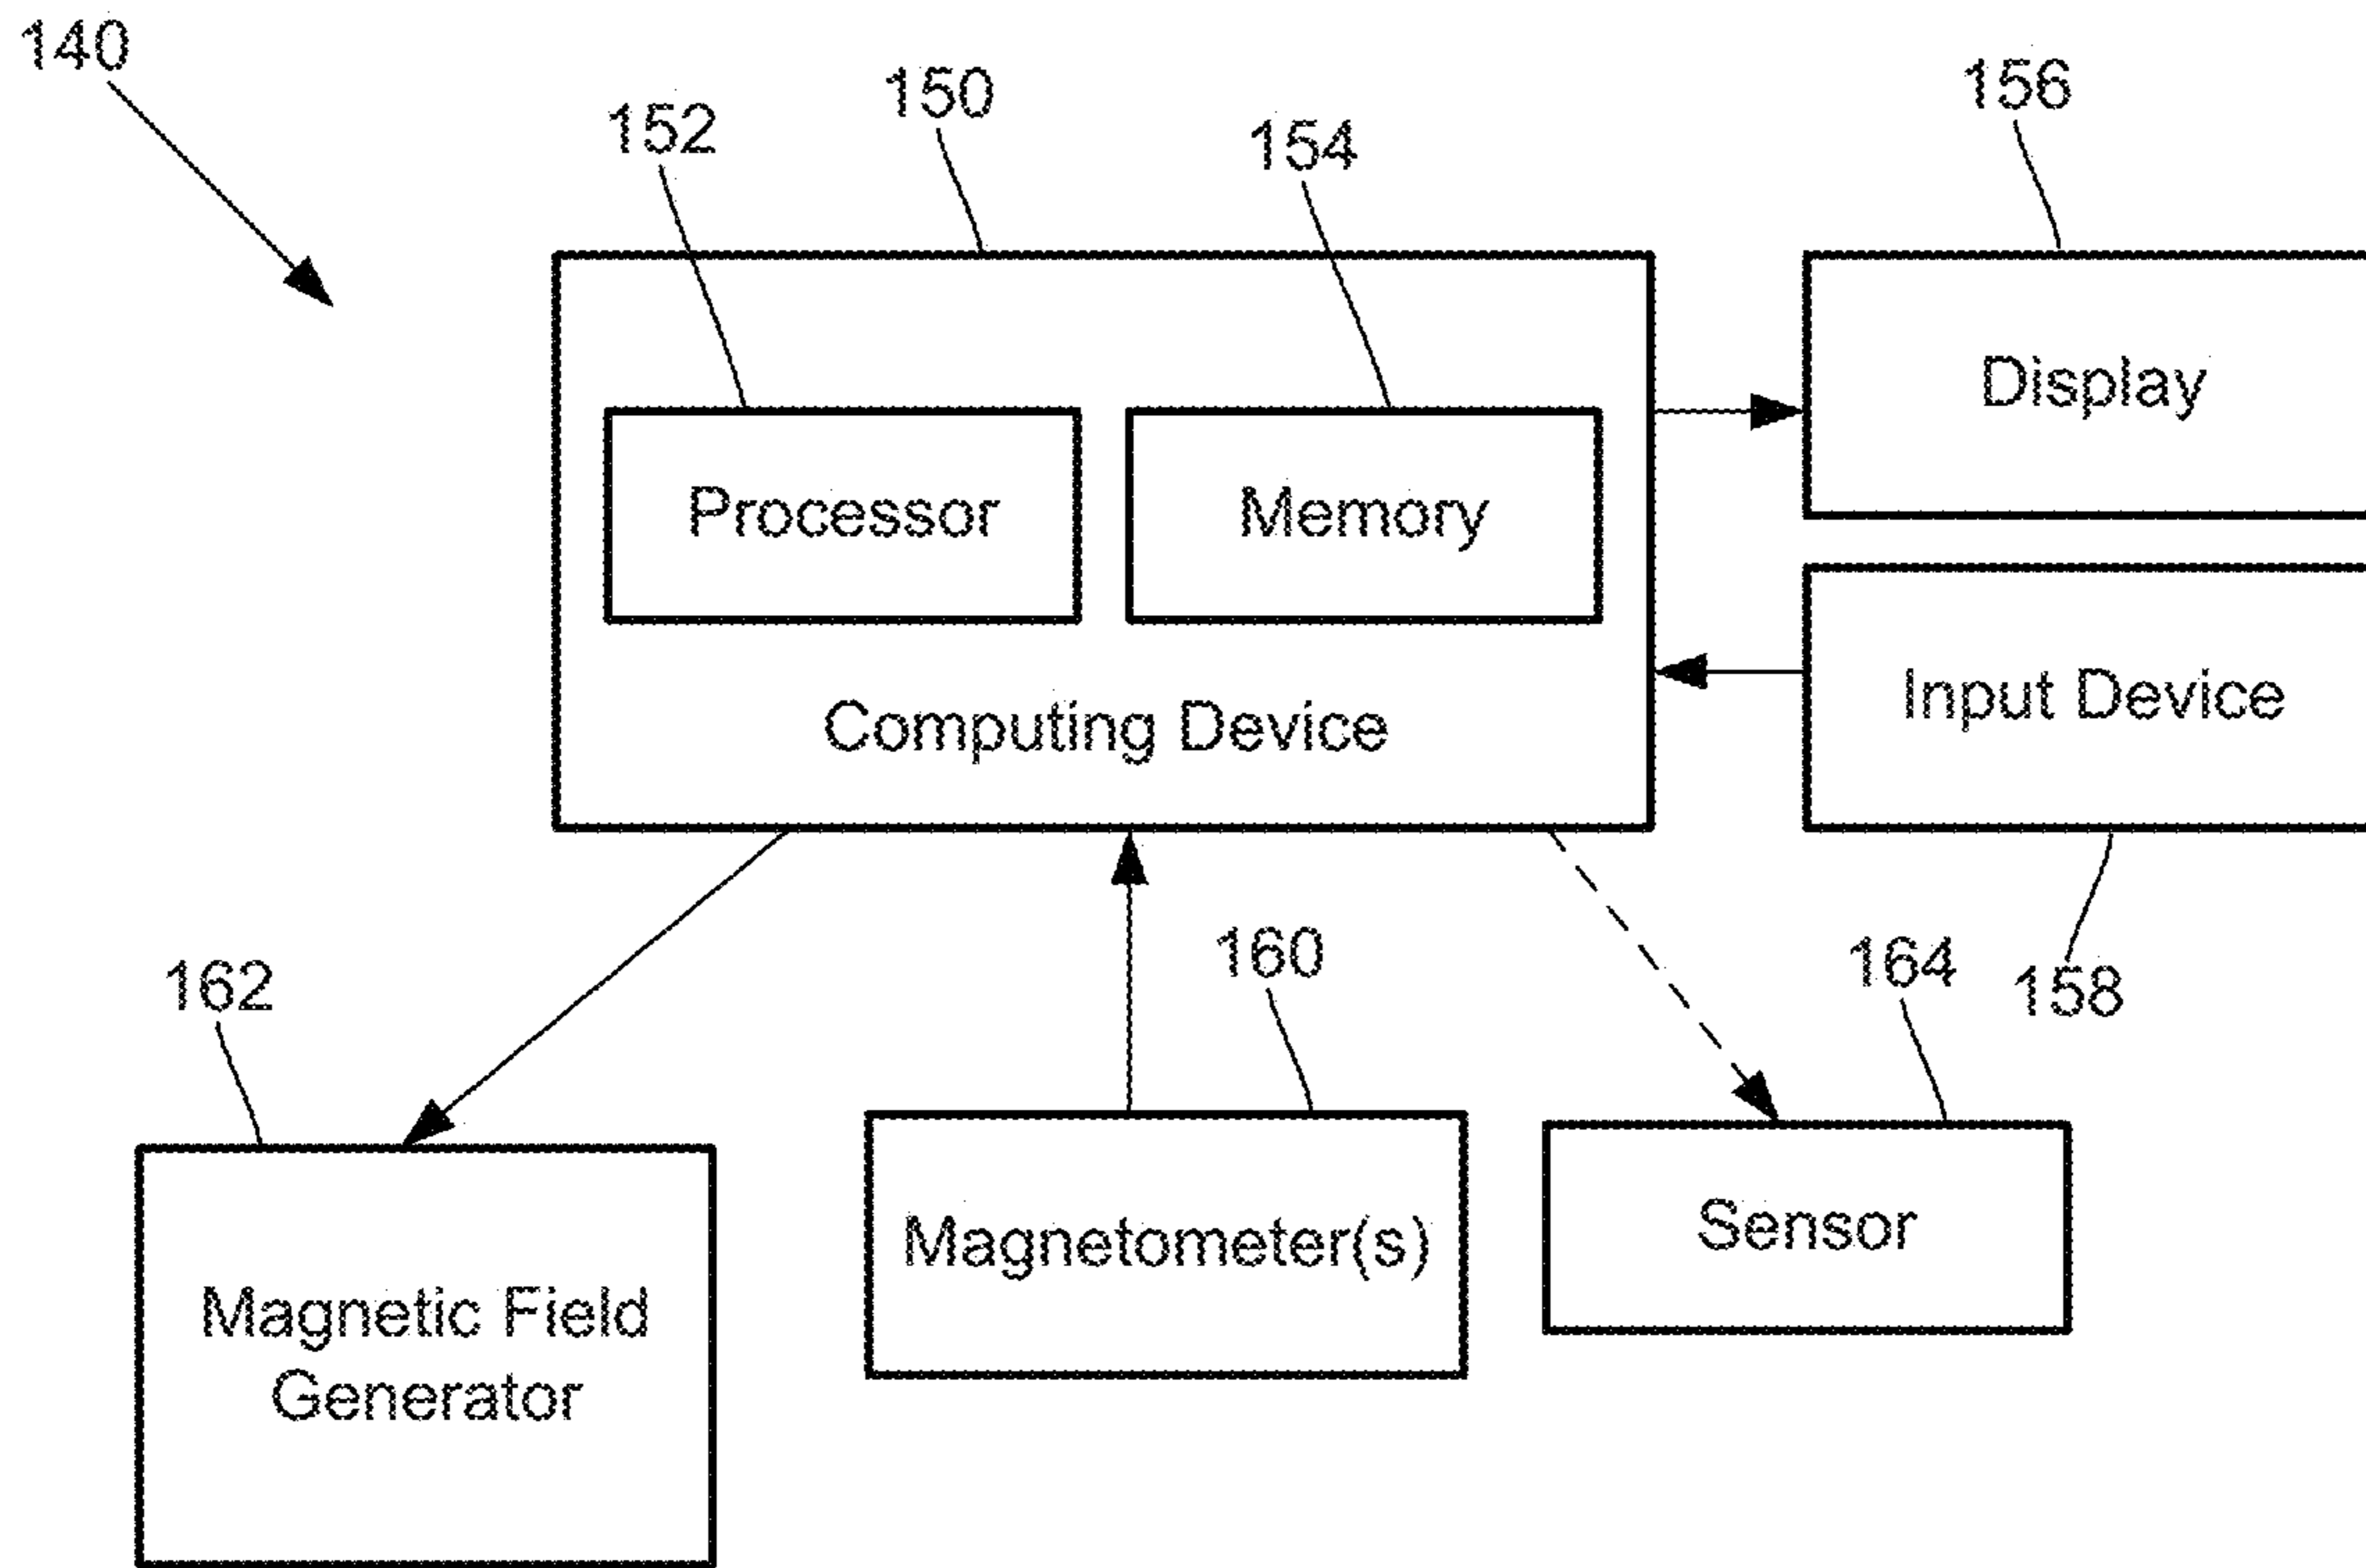 140
150
156
152
154
Display
Processor
Memory
Input Device
Computing Device
160
164
162
158
Sensor
Magnetometer(s)
Magnetic Field
Generator